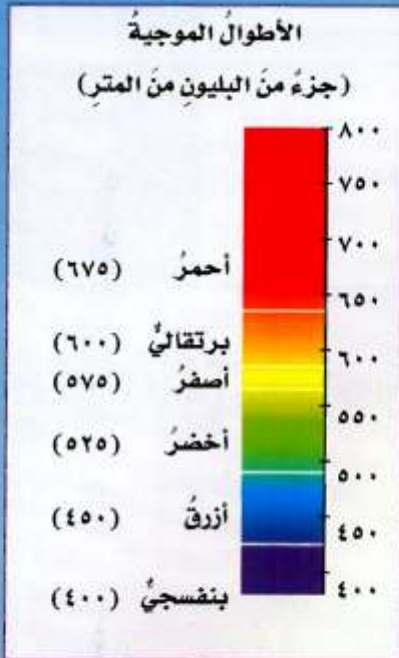 الأطوالُ الموجيةُ
(جزءٌ منَ البليونِ منَ المترِ)
٨٠٠
٧٥٠
٧٠٠
أحمرُ (٦٧٥)
٦٥٠
برتقاليٌّ (٦٠٠)
٦٠٠
أصفرُ (٥٧٥)
٥٥٠
أخضرُ (٥٢٥)
٥٠٠
أزرقُ (٤٥٠)
٤٥٠
بنفسجيٌّ (٤٠٠)
٤٠٠